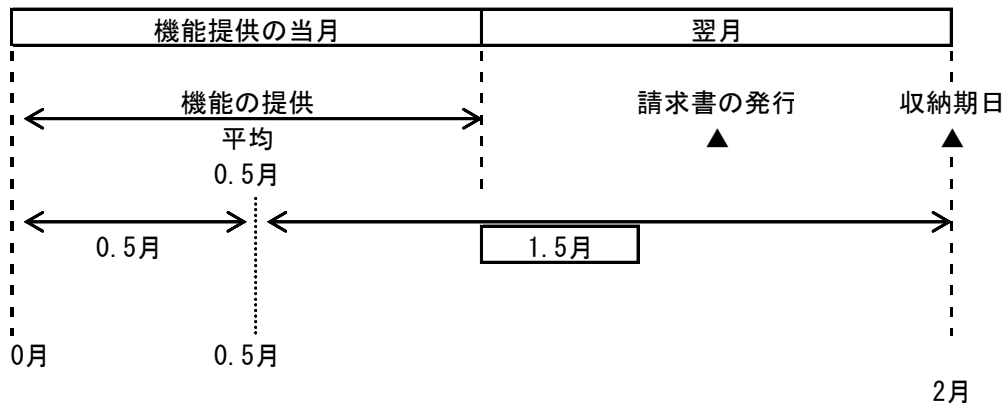 機能提供の当月 翌月
機能の提供 請求書の発行 収納期日
平均 ▲ ▲
0.5月
0.5月 1.5月
0月 0.5月
2月